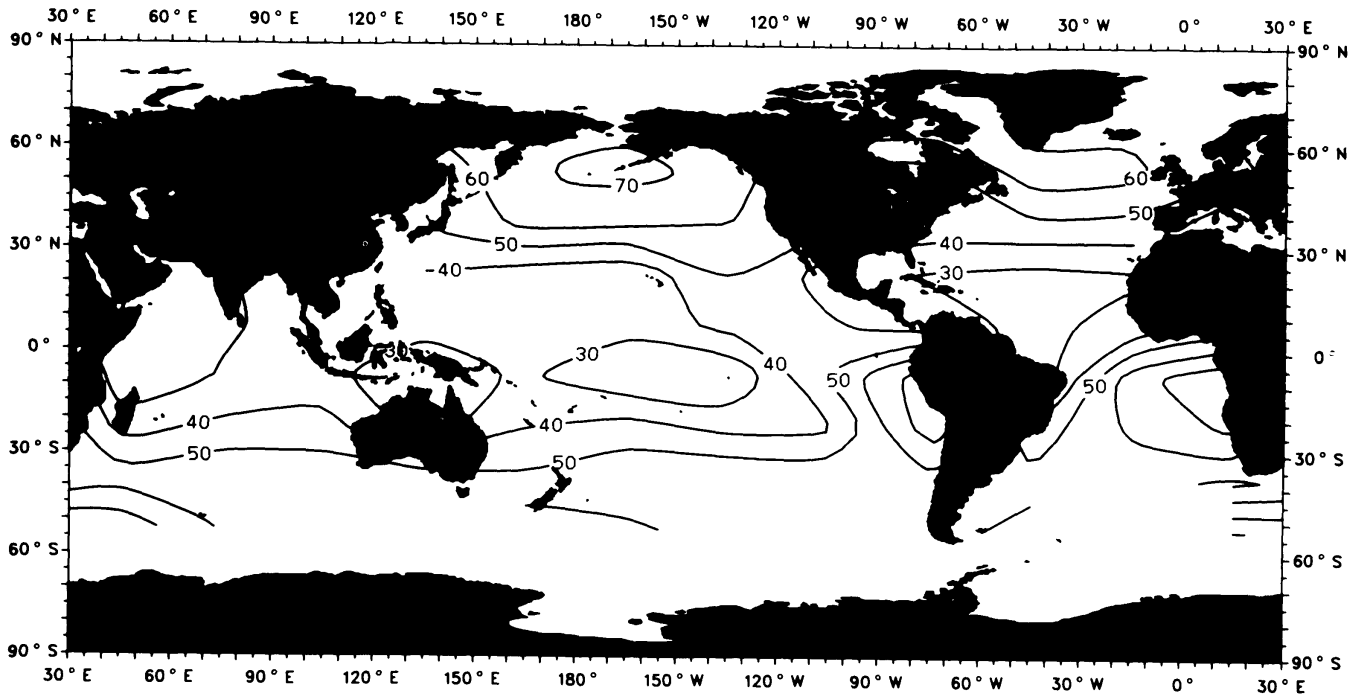 30° E 60° E 90° E 120° E 150° E 180° 150° W 120° W 90° W 60° W 30° W 0° 30° E
90° N 90° N
60° N 60° N
60 70 60
50
50 40
30° N 30° N
-40 30
0° 30 30 40 0°
50 50
40 40
30° S 50 50 30° S
60° S 60° S
90° S 90° S
30° E 60° E 90° E 120° E 150° E 180° 150° W 120° W 90° W 60° W 30° W 0° 30° E